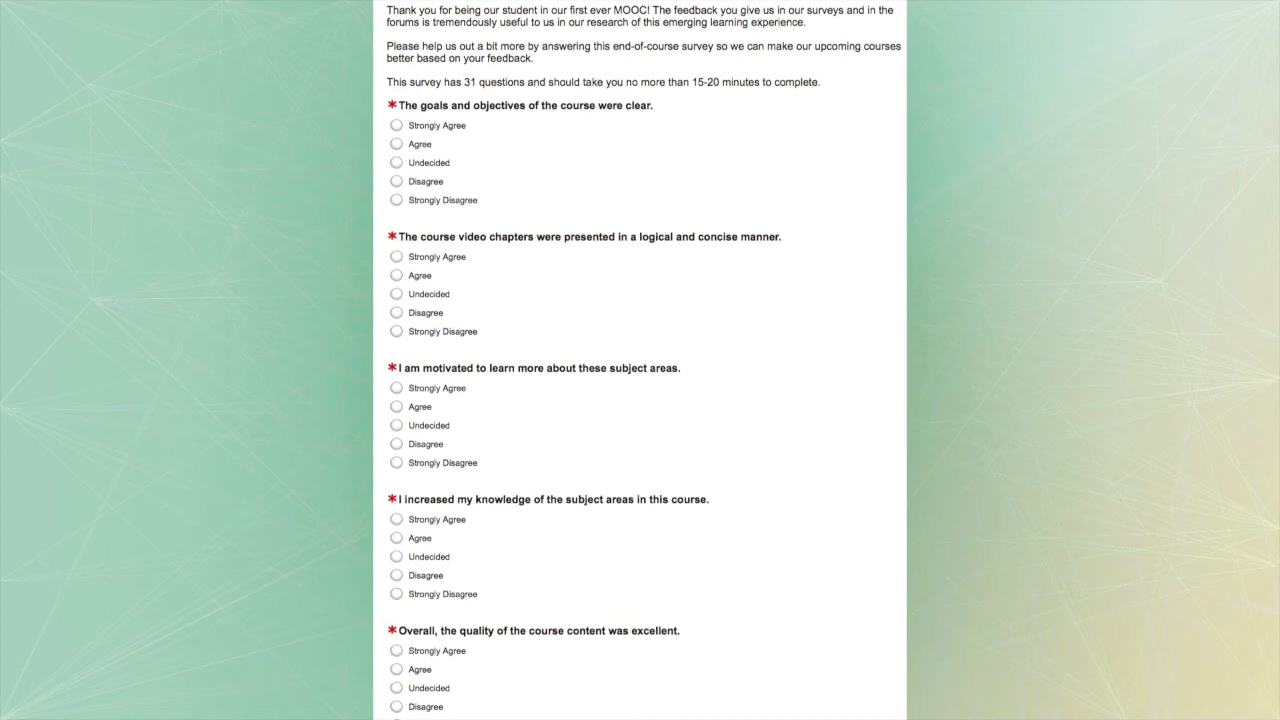 Thank you for being our student in our first ever MOOC! The feedback you give us in our surveys and in the
forums is tremendously useful to us in our research of this emerging learning experience.
Please help us out a bit more by answering this end-of-course survey so we can make our upcoming courses
better based on your feedback.
This survey has 31 questions and should take you no more than 15-20 minutes to complete.
*The goals and objectives of the course were clear.
Strongly Agree
Agree
Undecided
Disagree
Strongly Disagree
*The course video chapters were presented in a logical and concise manner.
Strongly Agree
Agree
Undecided
Disagree
Strongly Disagree
*I am motivated to learn more about these subject areas.
Strongly Agree
Agree
Undecided
Disagree
Strongly Disagree
*I increased my knowledge of the subject areas in this course.
Strongly Agree
Agree
Undecided
Disagree
Strongly Disagree
*Overall, the quality of the course content was excellent.
Strongly Agree
Agree
Undecided
Disagree